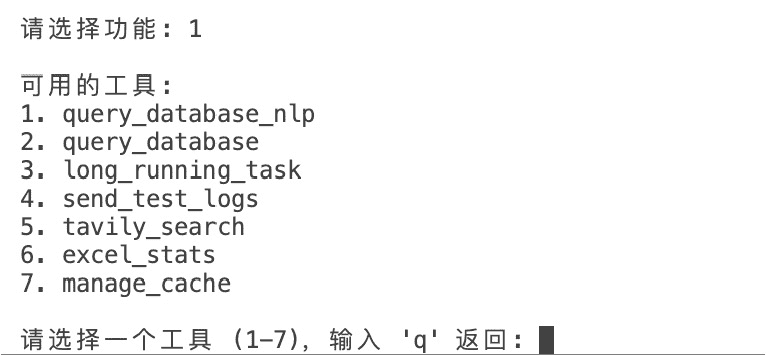 请选择功能: 1
可用的工具:
1. query_database_nlp
2. query_database
3. long_running_task
4. send_test_logs
5. tavily_search
6. excel_stats
7. manage_cache
请选择一个工具 (1-7), 输入 'q' 返回: